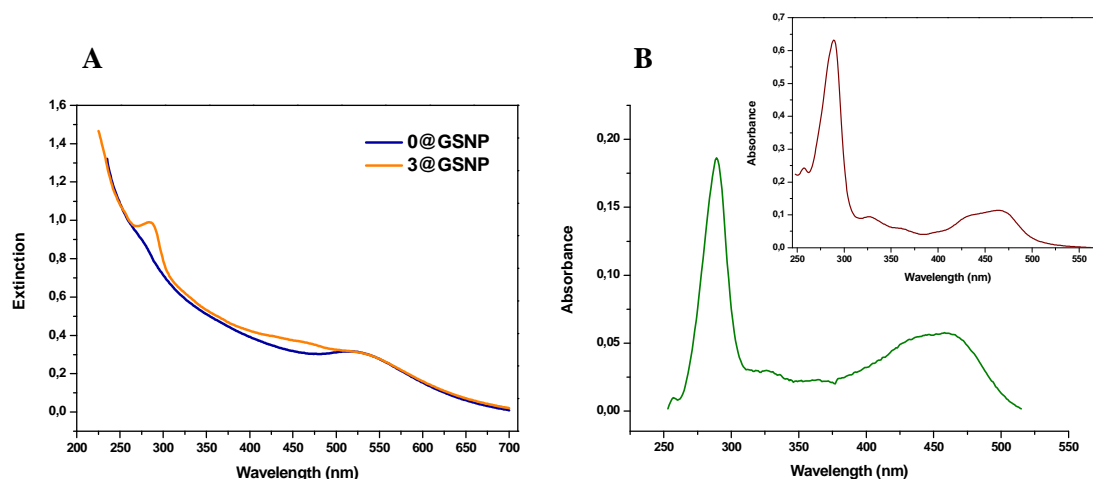 A
1,6
1,4
1,2
1,0
0,8
0,6
0,4
0,2
0,0
Extinction
0@GSNP
3@GSNP
200 250 300 350 400 450 500 550 600 650 700
Wavelength (nm)
B
0,20
0,15
0,10
0,05
0,00
Absorbance
250 300 350 400 450 500 550
Wavelength (nm)
0,7
0,6
0,5
0,4
0,3
0,2
0,1
0,0
Absorbance
250 300 350 400 450 500 550
Wavelength (nm)